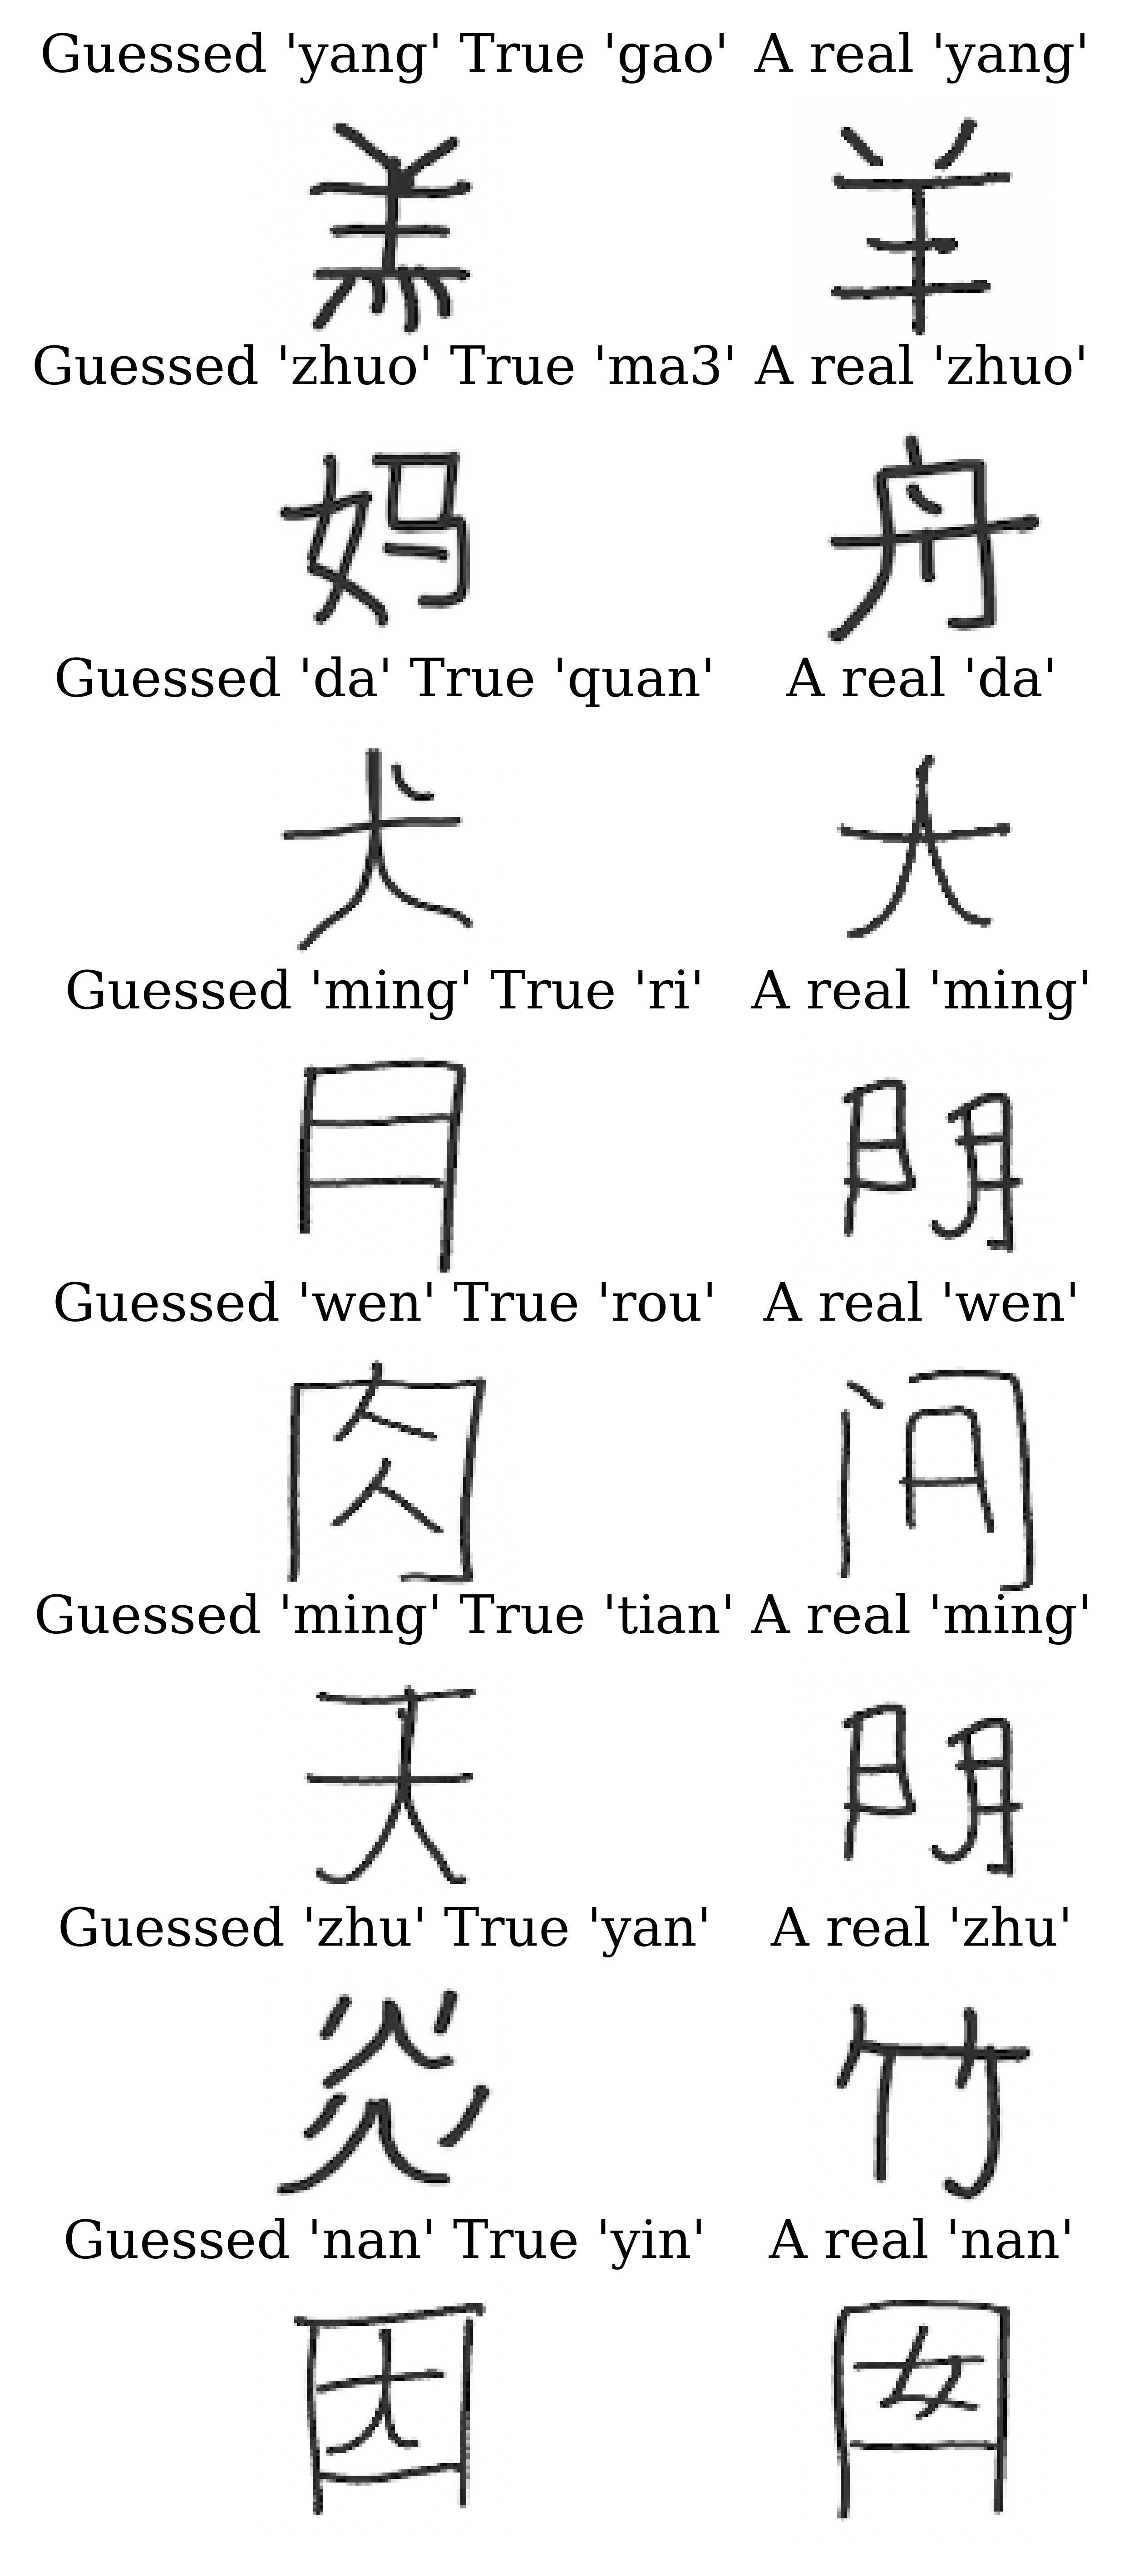 Guessed 'yang' True 'gao' A real 'yang'
羔 羊
Guessed 'zhuo' True 'ma3' A real 'zhuo'
妈 舟
Guessed 'da' True 'quan' A real 'da'
犬 大
Guessed 'ming' True 'ri' A real 'ming'
日 明
Guessed 'wen' True 'rou' A real 'wen'
肉 问
Guessed 'ming' True 'tian' A real 'ming'
天 明
Guessed 'zhu' True 'yan' A real 'zhu'
炎 竹
Guessed 'nan' True 'yin' A real 'nan'
因 囡